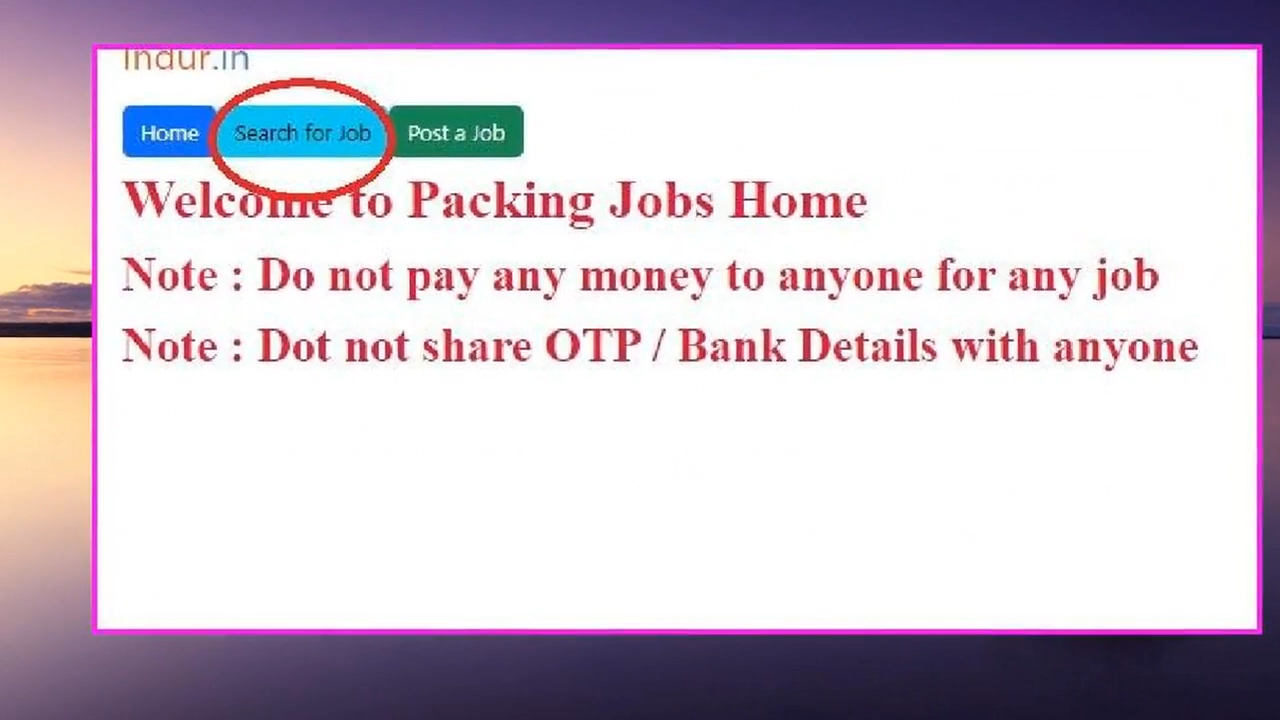 Indur.in
Home Search for Job Post a Job
Welcome to Packing Jobs Home
Note : Do not pay any money to anyone for any job
Note : Dot not share OTP / Bank Details with anyone